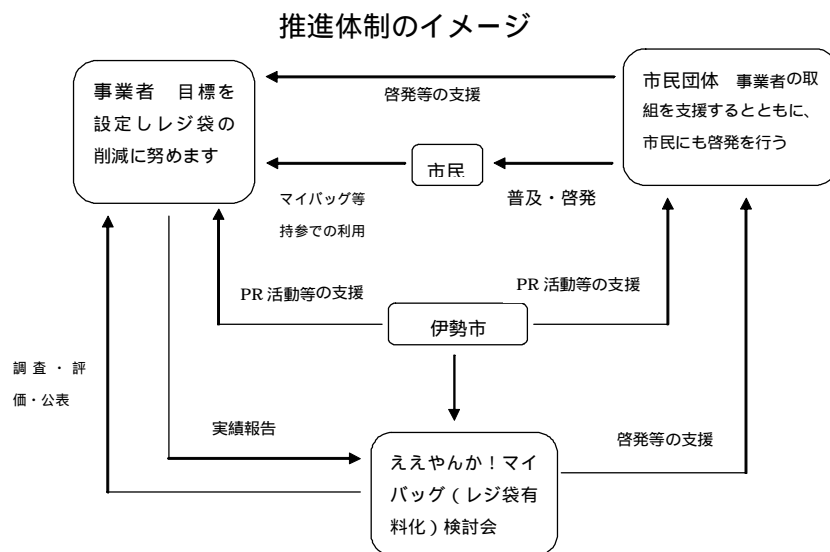 推進体制のイメージ
事業者　目標を
設定しレジ袋の
削減に努めます
啓発等の支援
市民団体　事業者の取
組を支援するとともに、
市民にも啓発を行う
市民
マイバッグ等
持参での利用
普及・啓発
PR 活動等の支援
PR 活動等の支援
伊勢市
調査・評
価・公表
実績報告
啓発等の支援
ええやんか！マイ
バッグ（レジ袋有
料化）検討会